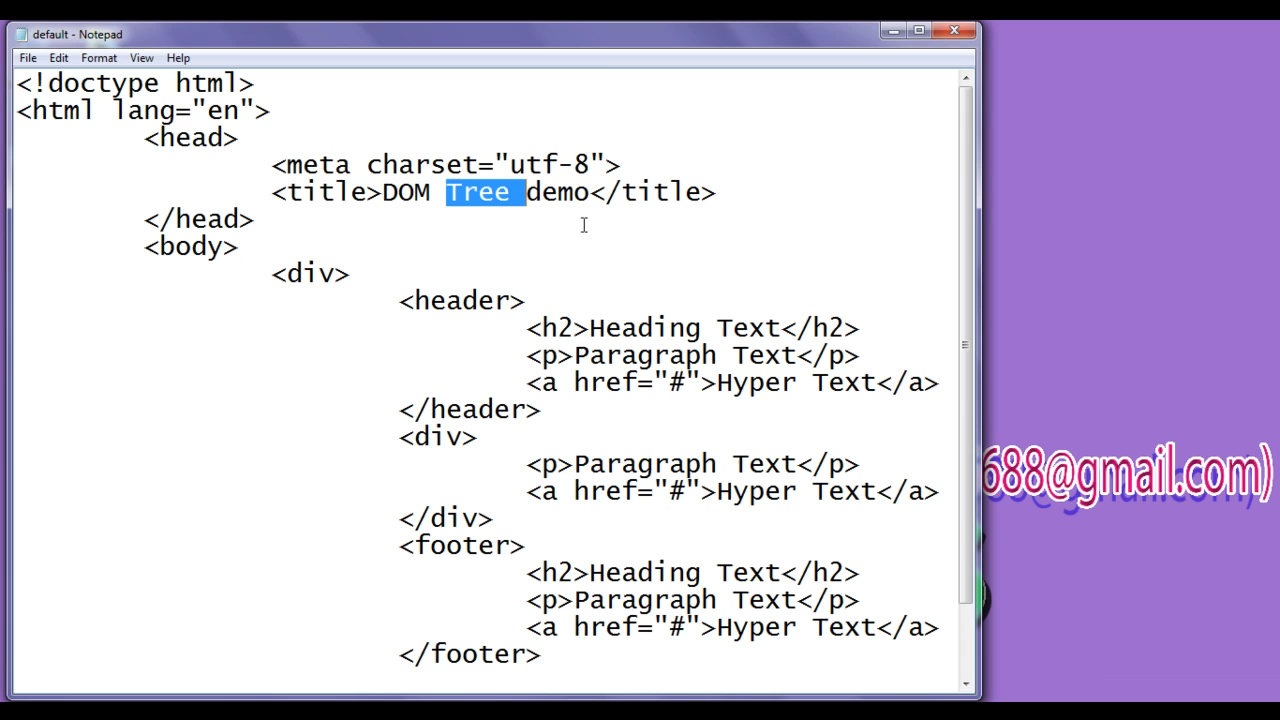 default - Notepad
File Edit Format View Help
<!doctype html>
<html lang="en">
<head>
<meta charset="utf-8">
<title>DOM Tree demo</title>
</head>
<body>
<div>
<header>
<h2>Heading Text</h2>
<p>Paragraph Text</p>
<a href="#">Hyper Text</a>
</header>
<div>
<p>Paragraph Text</p>
<a href="#">Hyper Text</a>
</div>
<footer>
<h2>Heading Text</h2>
<p>Paragraph Text</p>
<a href="#">Hyper Text</a>
</footer>
688@gmail.com)